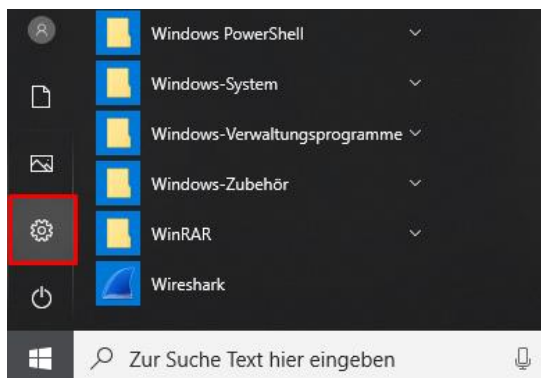 Windows PowerShell
Windows-System
Windows-Verwaltungsprogramme
Windows-Zubehör
WinRAR
Wireshark
Zur Suche Text hier eingeben